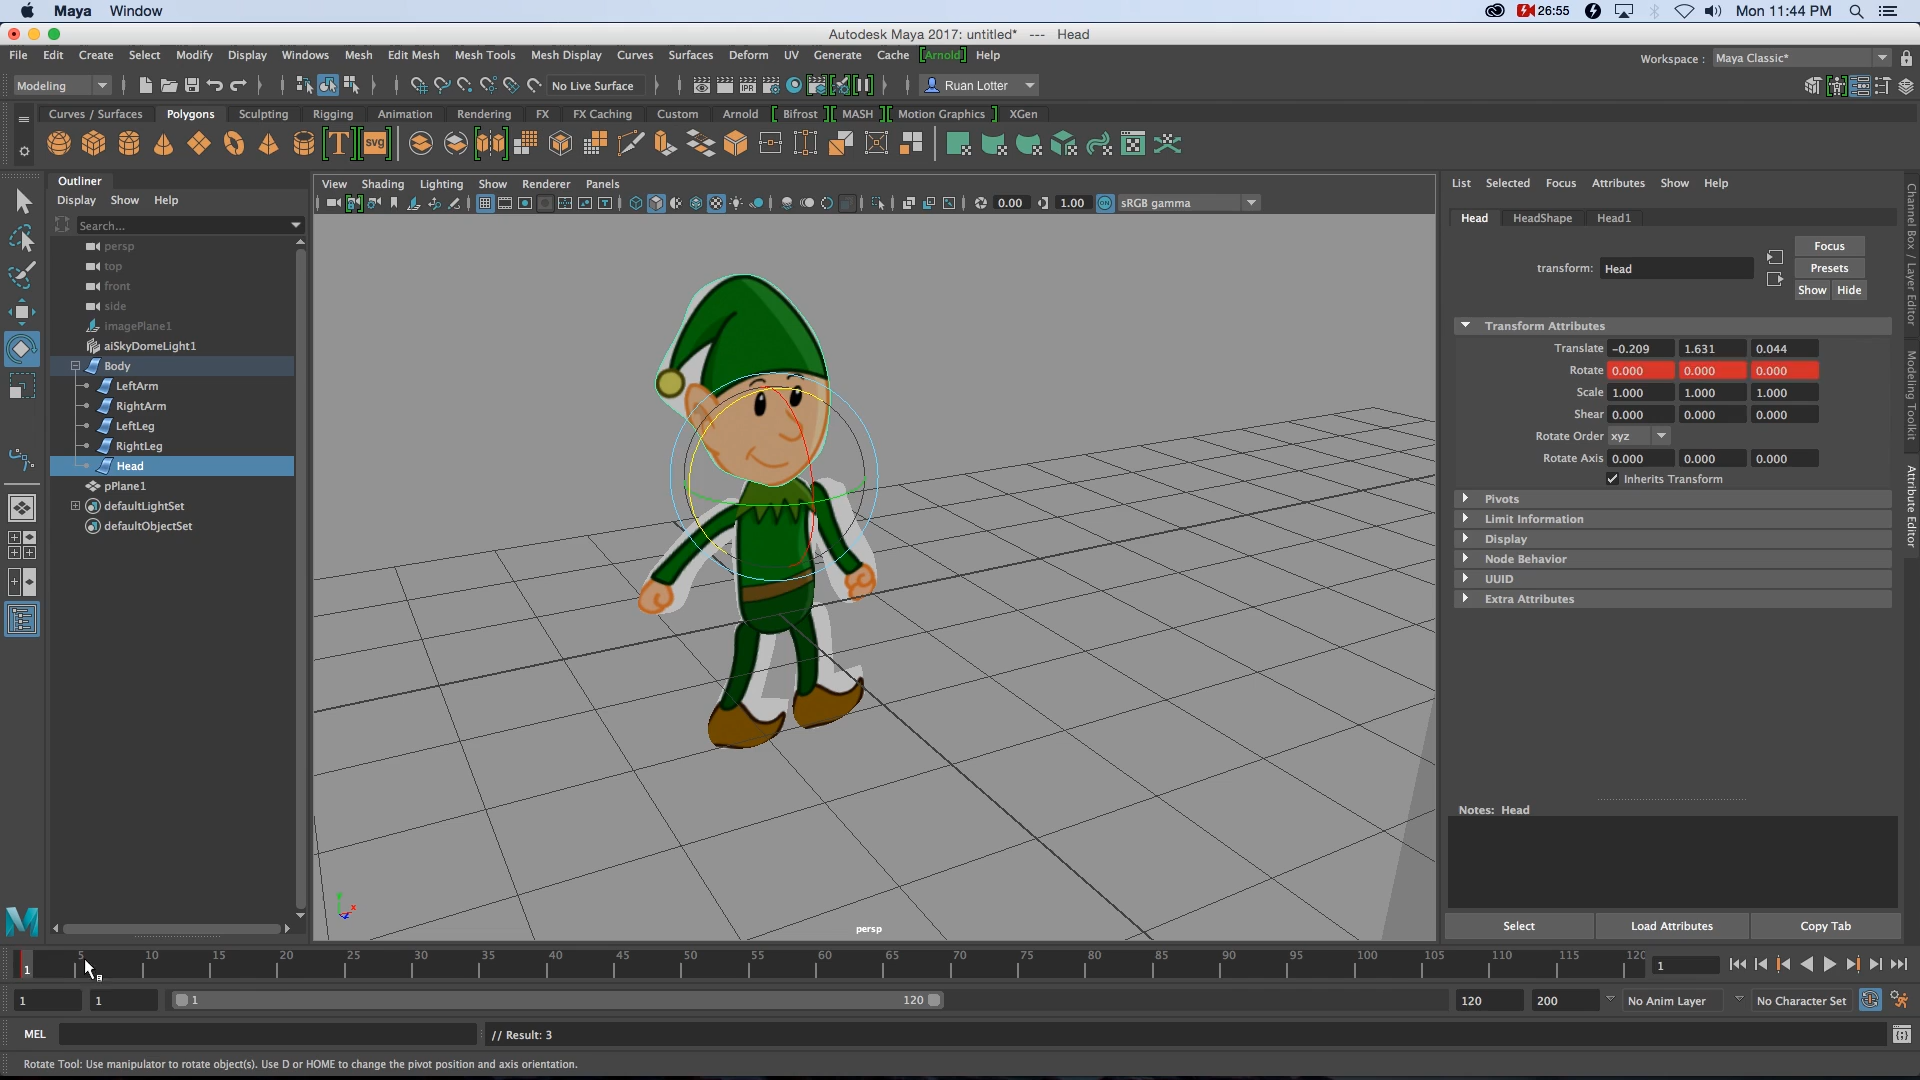 Maya Window 26:55 Mon 11:44 PM
Autodesk Maya 2017: untitled* --- Head
File Edit Create Select Modify Display Windows Mesh Edit Mesh Mesh Tools Mesh Display Curves Surfaces Deform UV Generate Cache [Arnold] Help Workspace : Maya Classic*
Modeling No Live Surface IPR Ruan Lotter
Curves / Surfaces Polygons Sculpting Rigging Animation Rendering FX FX Caching Custom Arnold [ Bifrost ] [ MASH ] [ Motion Graphics ] XGen
T svg
Outliner
Display Show Help
Search...
persp
top
front
side
imagePlane1
aiSkyDomeLight1
Body
LeftArm
RightArm
LeftLeg
RightLeg
Head
pPlane1
defaultLightSet
defaultObjectSet
View Shading Lighting Show Renderer Panels
0.00 1.00 ON sRGB gamma
persp
List Selected Focus Attributes Show Help
Head HeadShape Head1
Focus
transform: Head Presets
Show Hide
Transform Attributes
Translate -0.209 1.631 0.044
Rotate 0.000 0.000 0.000
Scale 1.000 1.000 1.000
Shear 0.000 0.000 0.000
Rotate Order xyz
Rotate Axis 0.000 0.000 0.000
Inherits Transform
Pivots
Limit Information
Display
Node Behavior
UUID
Extra Attributes
Notes: Head
Select Load Attributes Copy Tab
Channel Box / Layer Editor
Modeling Toolkit
Attribute Editor
5 10 15 20 25 30 35 40 45 50 55 60 65 70 75 80 85 90 95 100 105 110 115 120
1 1
1 1 1 120 120 200 No Anim Layer No Character Set
MEL // Result: 3
Rotate Tool: Use manipulator to rotate object(s). Use D or HOME to change the pivot position and axis orientation.